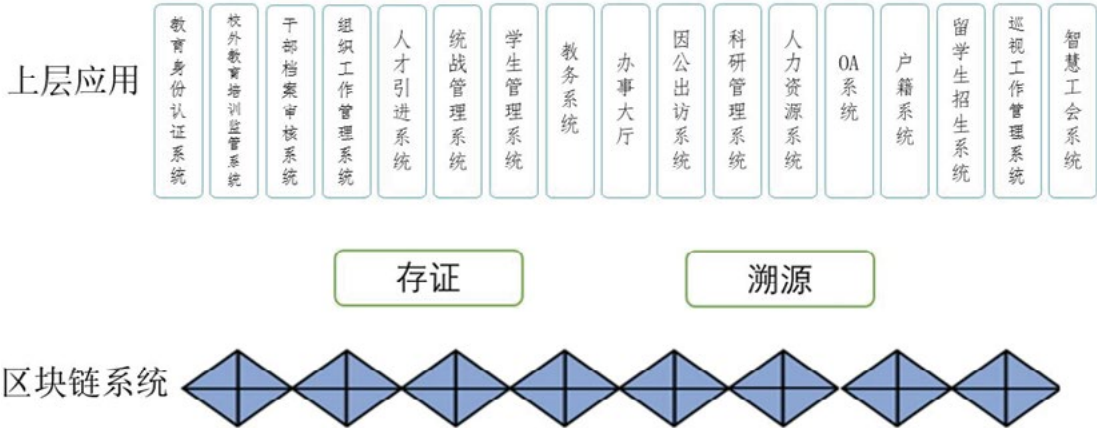 上层应用
教育身份认证系统
校外教育培训监管系统
干部档案审核系统
组织工作管理系统
人才引进系统
统战管理系统
学生管理系统
教务系统
办事大厅
因公出访系统
科研管理系统
人力资源系统
OA系统
户籍系统
留学生招生系统
巡视工作管理系统
智慧工会系统
存证
溯源
区块链系统